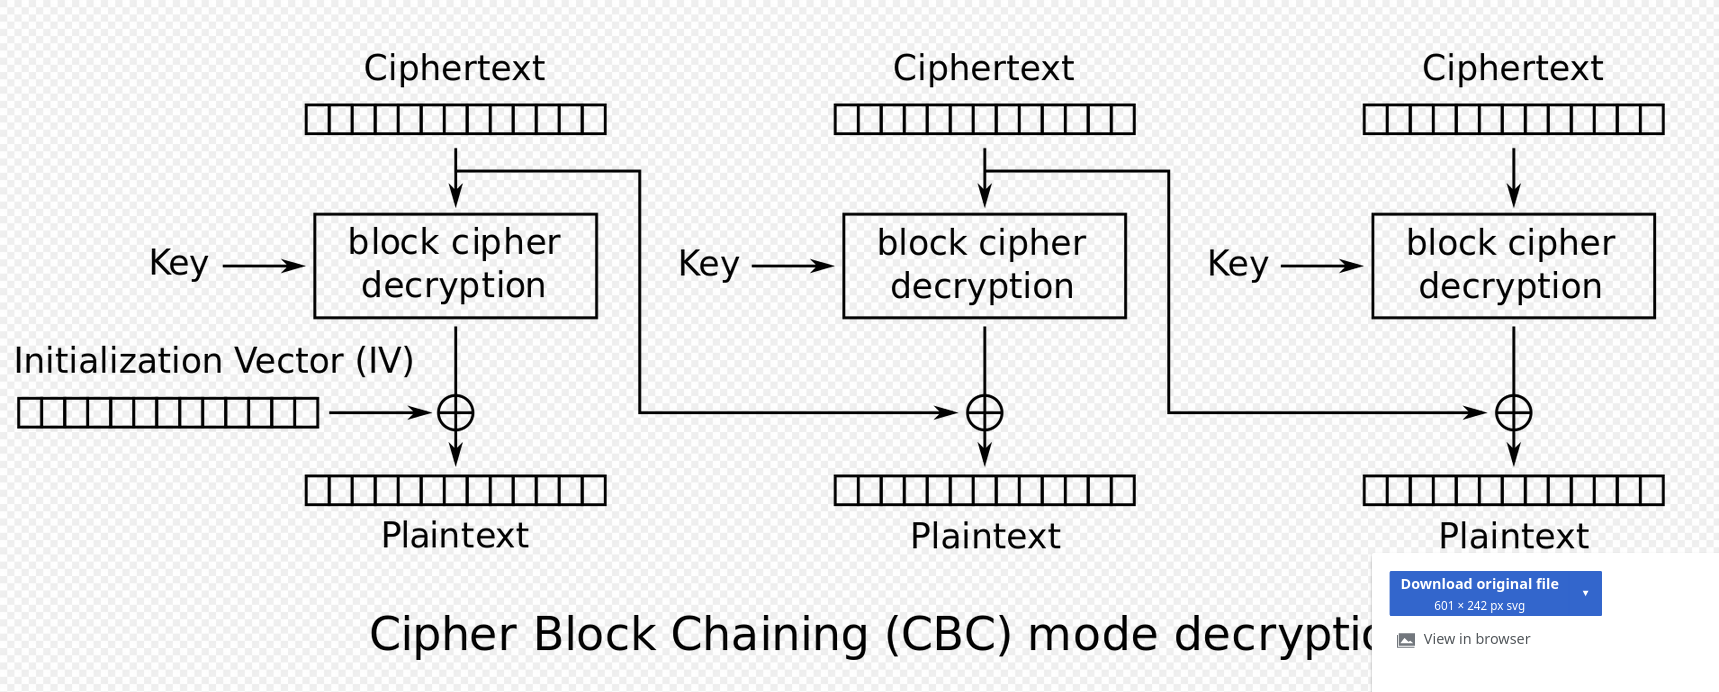 Ciphertext
Ciphertext
Ciphertext
Key
block cipher
decryption
Key
block cipher
decryption
Key
block cipher
decryption
Initialization Vector (IV)
Plaintext
Plaintext
Plaintext
Cipher Block Chaining (CBC) mode decryptio
Download original file
601 × 242 px svg
View in browser